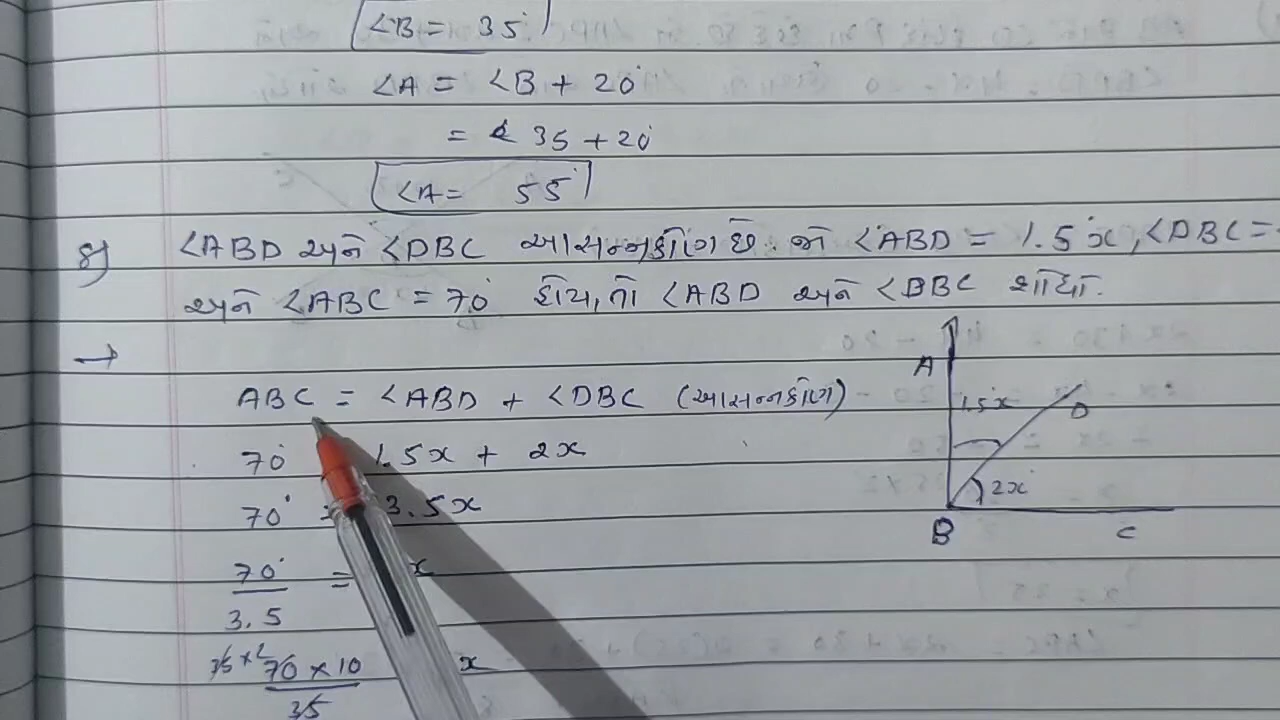 ∠B = 35°
∠A = ∠B + 20°
= 35 + 20°
∠A = 55°
8) ∠ABD અને ∠DBC આસન્નકોણ છે. જો ∠ABD = 1.5x°, ∠DBC =
અને ∠ABC = 70° હોય, તો ∠ABD અને ∠DBC શોધો.
→
ABC = ∠ABD + ∠DBC (આસન્નકોણ)
70° 1.5x + 2x
70° = 3.5x
70°/3.5 = x
35×2 70 × 10 / 35 x
A
1.5x°
D
2x°
B
C